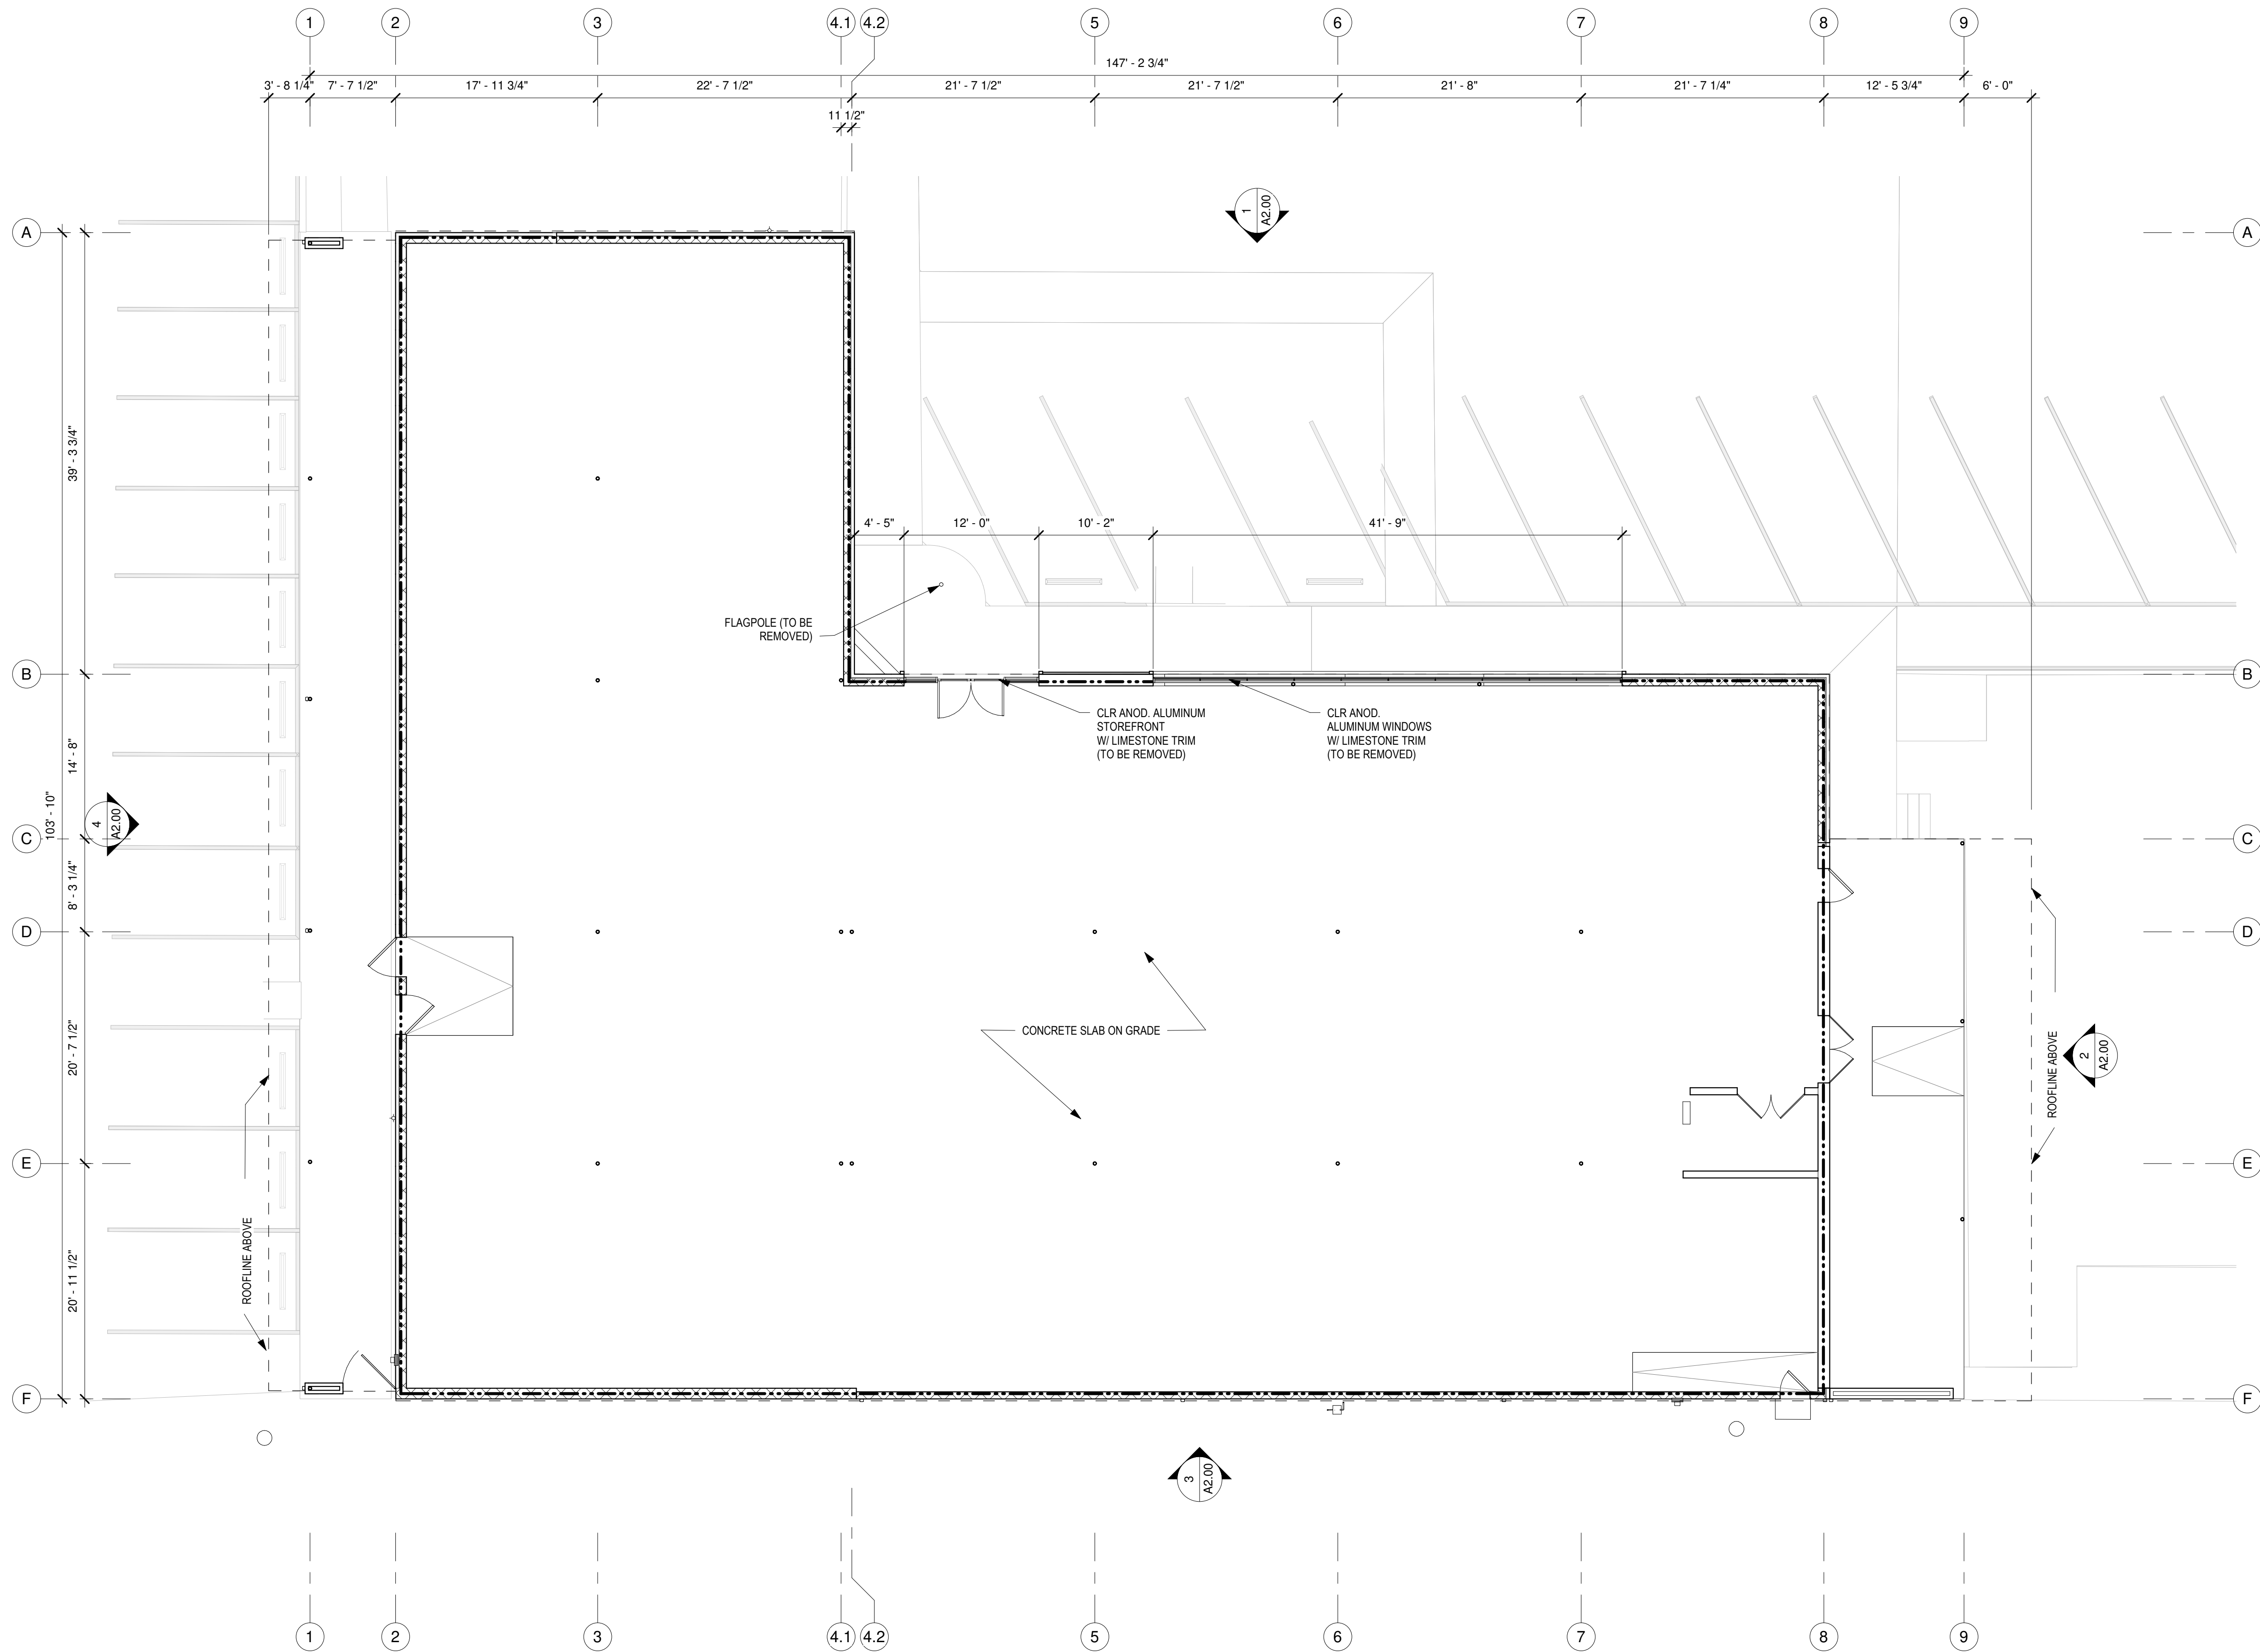 1 2 3 4.1 4.2 5 6 7 8 9
147' - 2 3/4"
3' - 8 1/4" 7' - 7 1/2" 17' - 11 3/4" 22' - 7 1/2" 21' - 7 1/2" 21' - 7 1/2" 21' - 8" 21' - 7 1/4" 12' - 5 3/4" 6' - 0"
11 1/2"
1
A2.00
A A
39' - 3 3/4"
4' - 5" 12' - 0" 10' - 2" 41' - 9"
FLAGPOLE (TO BE
REMOVED)
B B
CLR ANOD. ALUMINUM
STOREFRONT
W/ LIMESTONE TRIM
(TO BE REMOVED)
CLR ANOD.
ALUMINUM WINDOWS
W/ LIMESTONE TRIM
(TO BE REMOVED)
14' - 8"
103' - 10"
4
A2.00
C C
8' - 3 1/4"
D D
CONCRETE SLAB ON GRADE
20' - 7 1/2"
ROOFLINE ABOVE
2
A2.00
E E
ROOFLINE ABOVE
20' - 11 1/2"
F F
3
A2.00
1 2 3 4.1 4.2 5 6 7 8 9